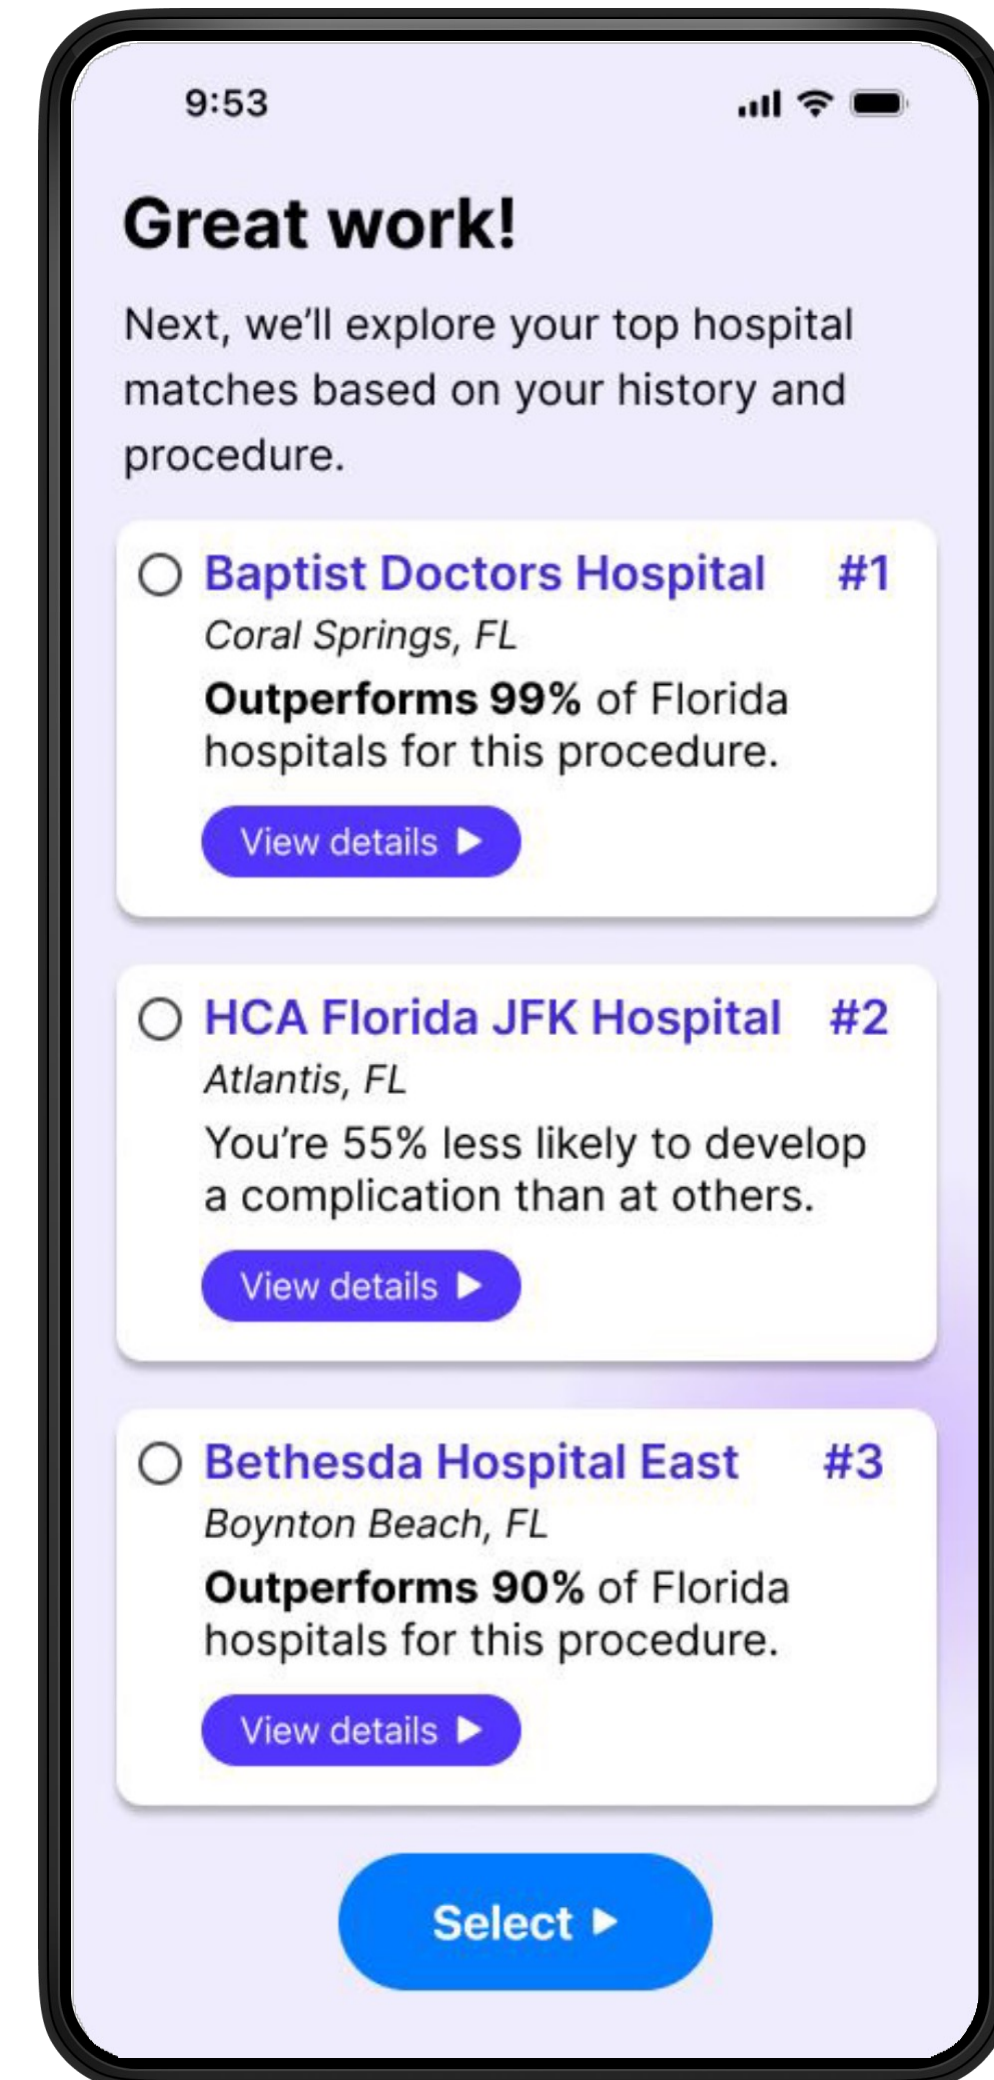 9:53
Great work!
Next, we’ll explore your top hospital
matches based on your history and
procedure.
Baptist Doctors Hospital #1
Coral Springs, FL
Outperforms 99% of Florida
hospitals for this procedure.
View details
HCA Florida JFK Hospital #2
Atlantis, FL
You’re 55% less likely to develop
a complication than at others.
View details
Bethesda Hospital East #3
Boynton Beach, FL
Outperforms 90% of Florida
hospitals for this procedure.
View details
Select